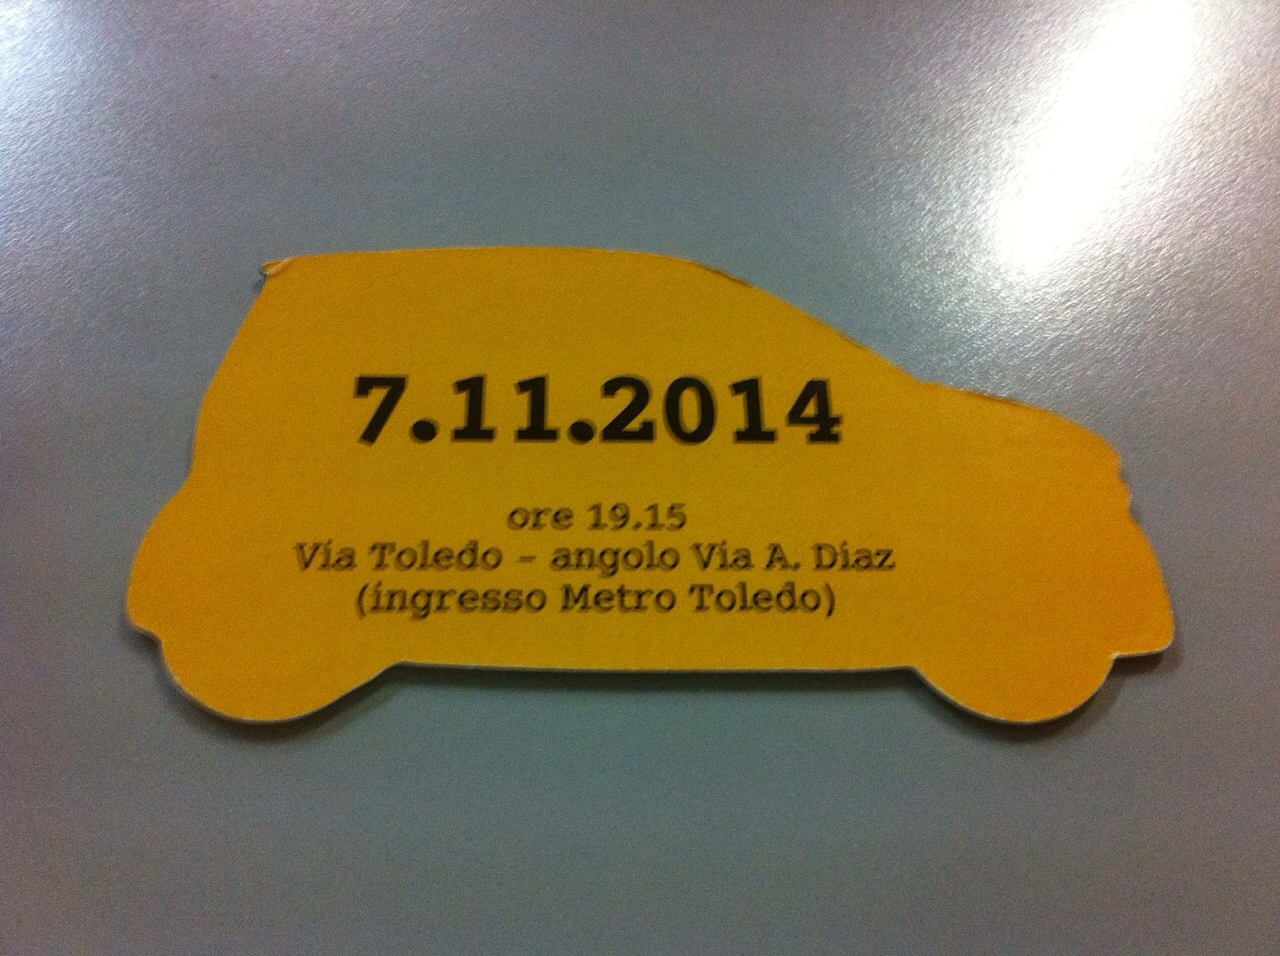 7.11.2014
ore 19.15
Via Toledo – angolo Via A. Diaz
(ingresso Metro Toledo)